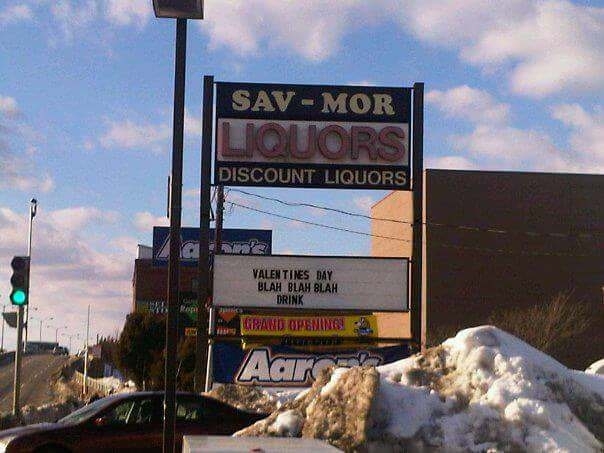 SAV-MOR
LIQUORS
DISCOUNT LIQUORS
Aaron's
VALENTINES DAY
BLAH BLAH BLAH
DRINK
GRAND OPENING!
Aaron's